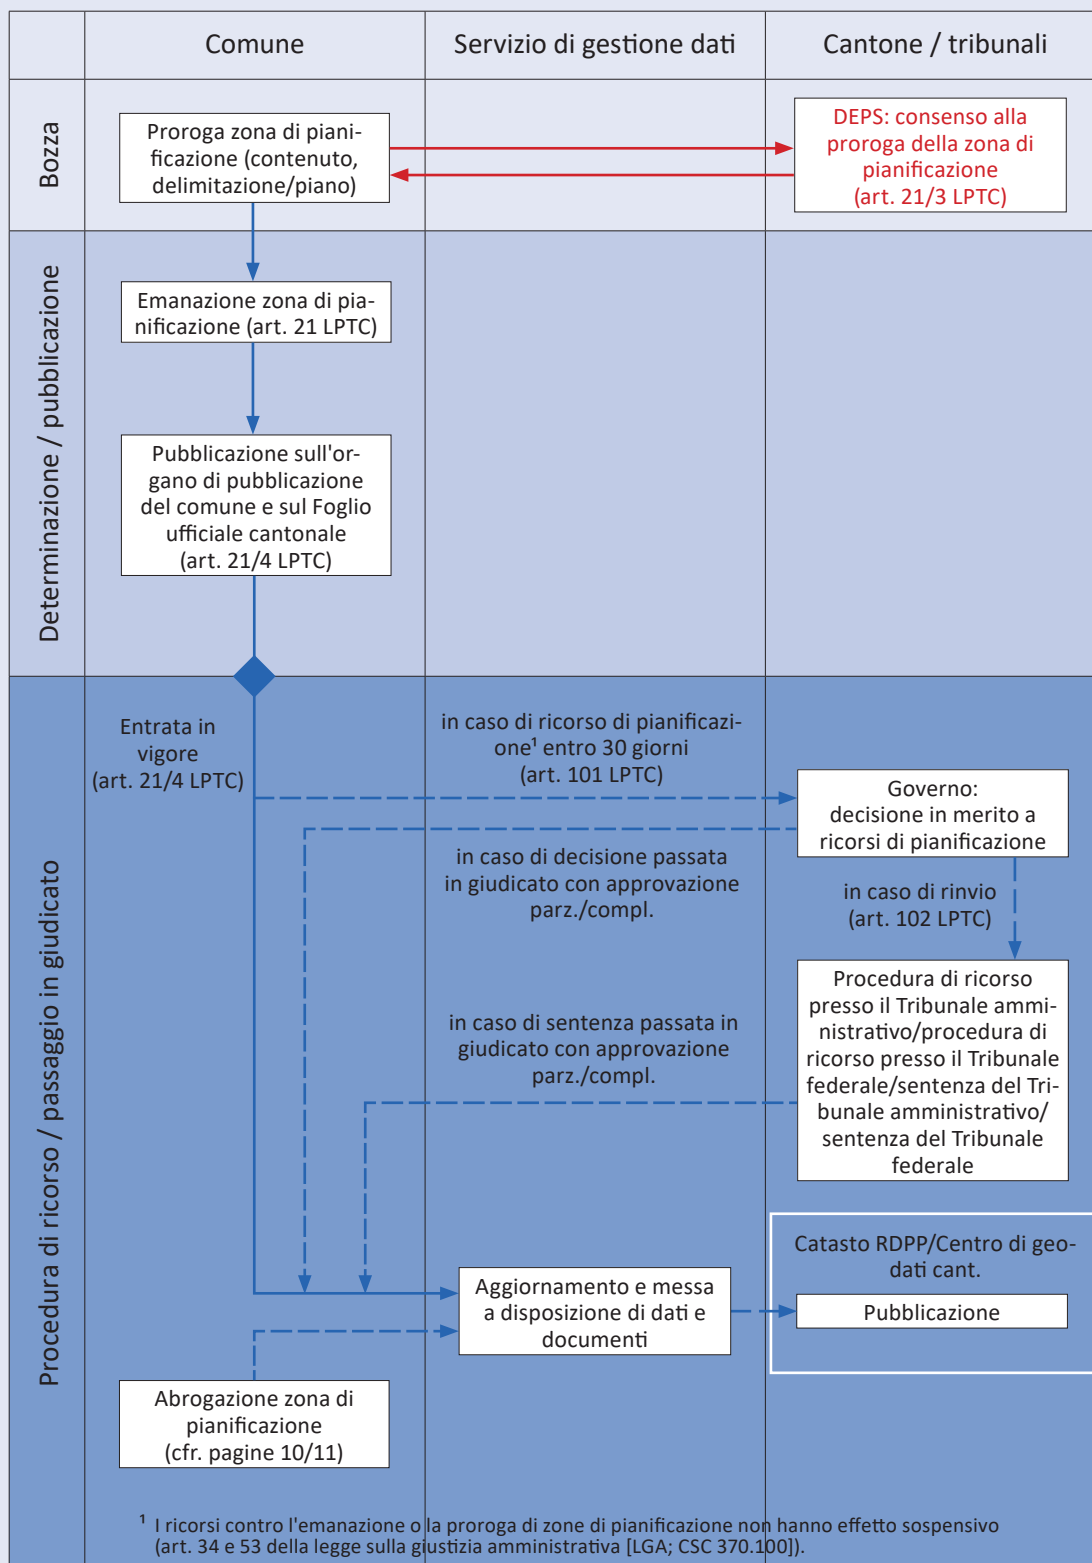 Comune
Servizio di gestione dati
Cantone / tribunali
Bozza
Proroga zona di piani-
ficazione (contenuto,
delimitazione/piano)
DEPS: consenso alla
proroga della zona di
pianificazione
(art. 21/3 LPTC)
Determinazione / pubblicazione
Emanazione zona di pia-
nificazione (art. 21 LPTC)
Pubblicazione sull'or-
gano di pubblicazione
del comune e sul Foglio
ufficiale cantonale
(art. 21/4 LPTC)
Procedura di ricorso / passaggio in giudicato
Entrata in
vigore
(art. 21/4 LPTC)
in caso di ricorso di pianificazi-
one¹ entro 30 giorni
(art. 101 LPTC)
Governo:
decisione in merito a
ricorsi di pianificazione
in caso di decisione passata
in giudicato con approvazione
parz./compl.
in caso di rinvio
(art. 102 LPTC)
Procedura di ricorso
presso il Tribunale ammi-
nistrativo/procedura di
ricorso presso il Tribunale
federale/sentenza del Tri-
bunale amministrativo/
sentenza del Tribunale
federale
in caso di sentenza passata in
giudicato con approvazione
parz./compl.
Catasto RDPP/Centro di geo-
dati cant.
Aggiornamento e messa
a disposizione di dati e
documenti
Pubblicazione
Abrogazione zona di
pianificazione
(cfr. pagine 10/11)
¹ I ricorsi contro l'emanazione o la proroga di zone di pianificazione non hanno effetto sospensivo
(art. 34 e 53 della legge sulla giustizia amministrativa [LGA; CSC 370.100]).